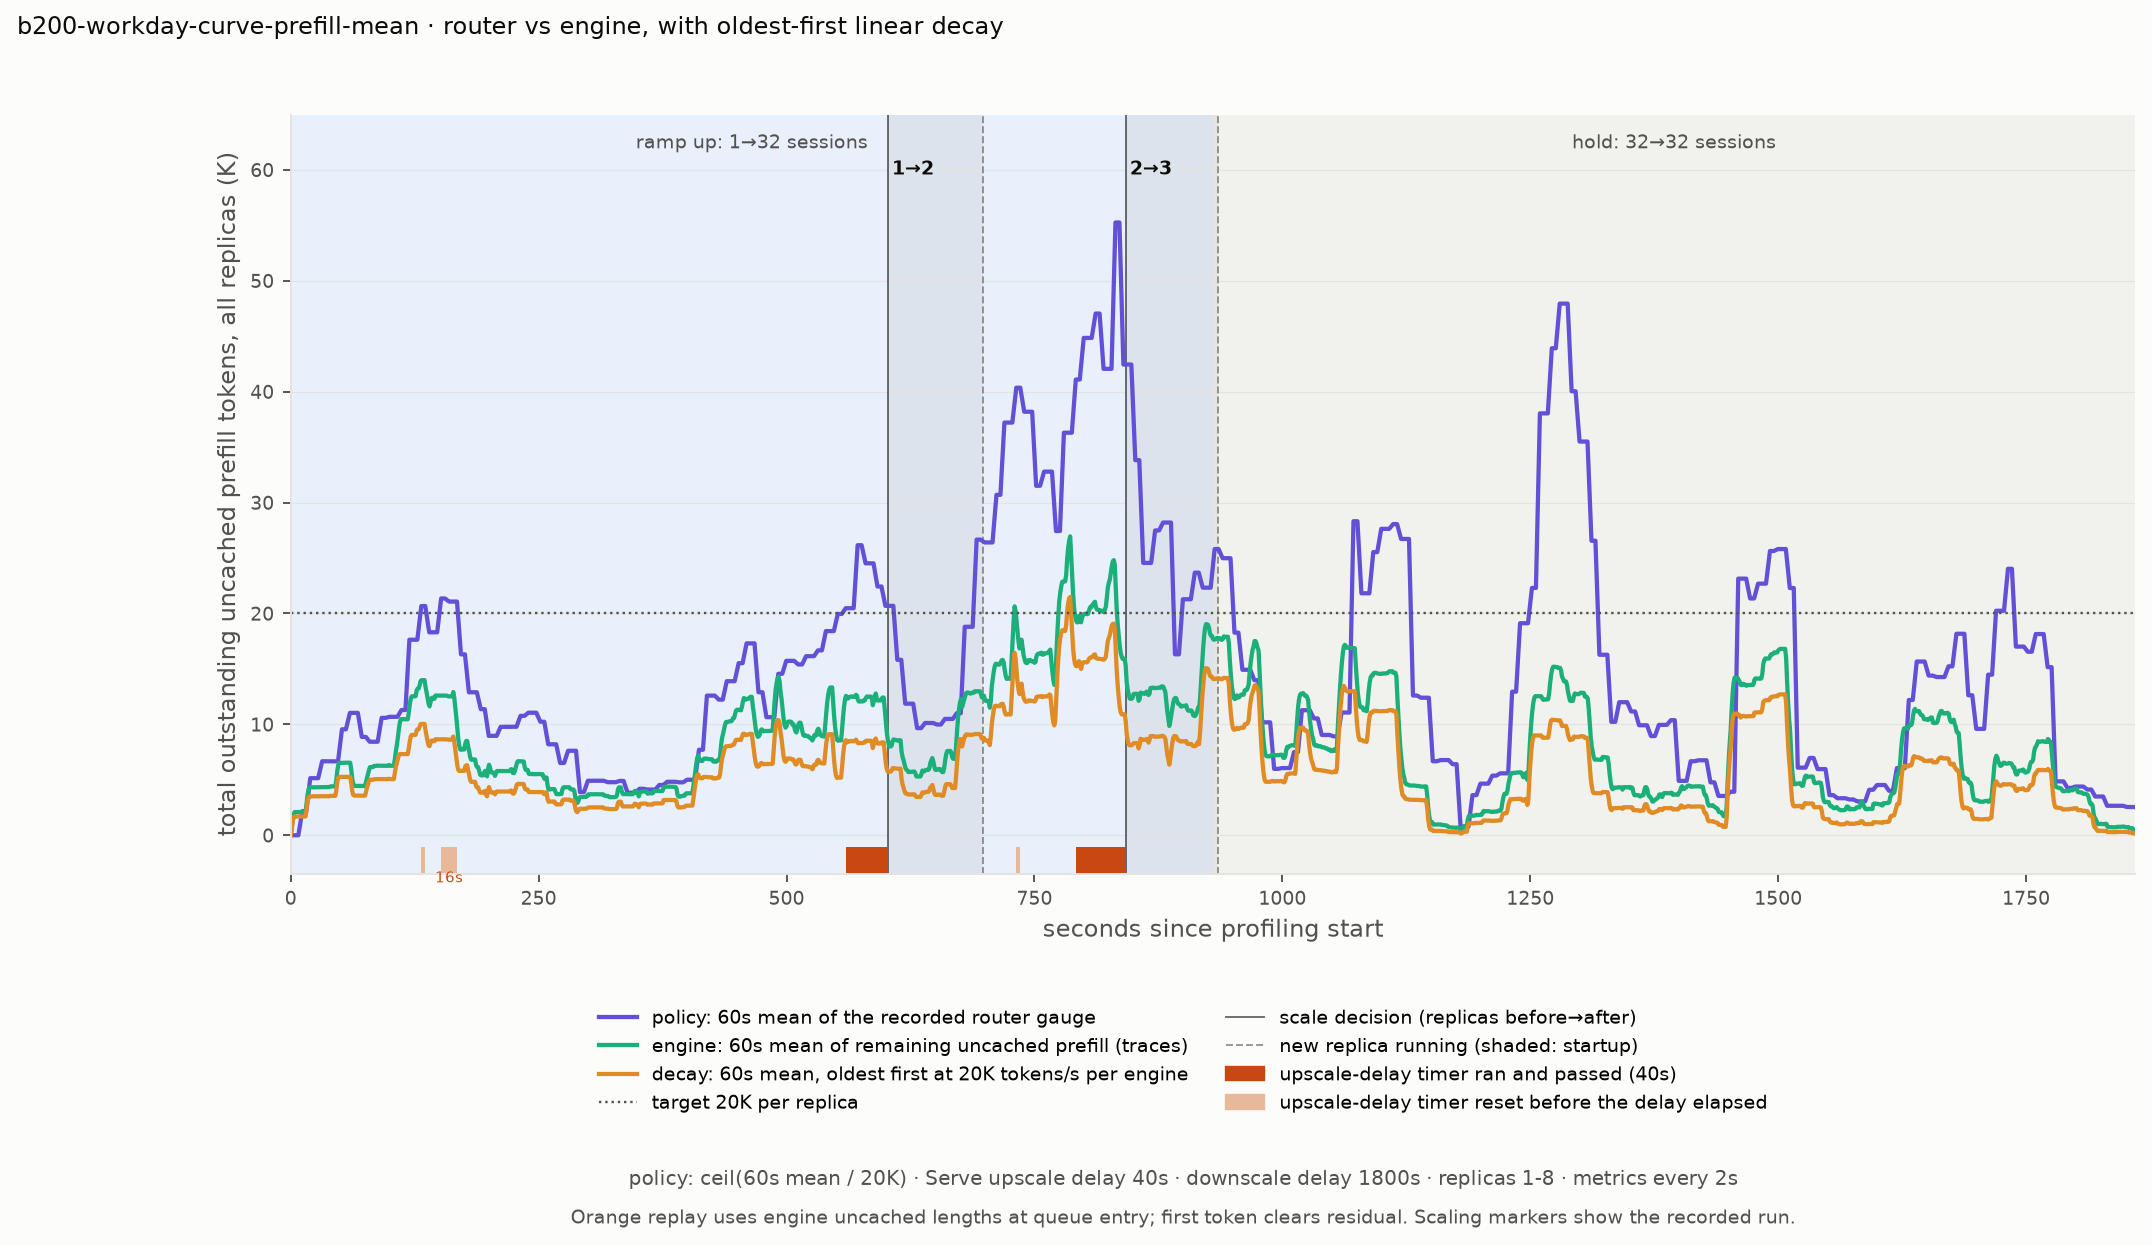 b200-workday-curve-prefill-mean · router vs engine, with oldest-first linear decay
ramp up: 1→32 sessions
hold: 32→32 sessions
1→2
2→3
total outstanding uncached prefill tokens, all replicas (K)
60
50
40
30
20
10
0
16s
0
250
500
750
1000
1250
1500
1750
seconds since profiling start
policy: 60s mean of the recorded router gauge
engine: 60s mean of remaining uncached prefill (traces)
decay: 60s mean, oldest first at 20K tokens/s per engine
target 20K per replica
scale decision (replicas before→after)
new replica running (shaded: startup)
upscale-delay timer ran and passed (40s)
upscale-delay timer reset before the delay elapsed
policy: ceil(60s mean / 20K) · Serve upscale delay 40s · downscale delay 1800s · replicas 1-8 · metrics every 2s
Orange replay uses engine uncached lengths at queue entry; first token clears residual. Scaling markers show the recorded run.